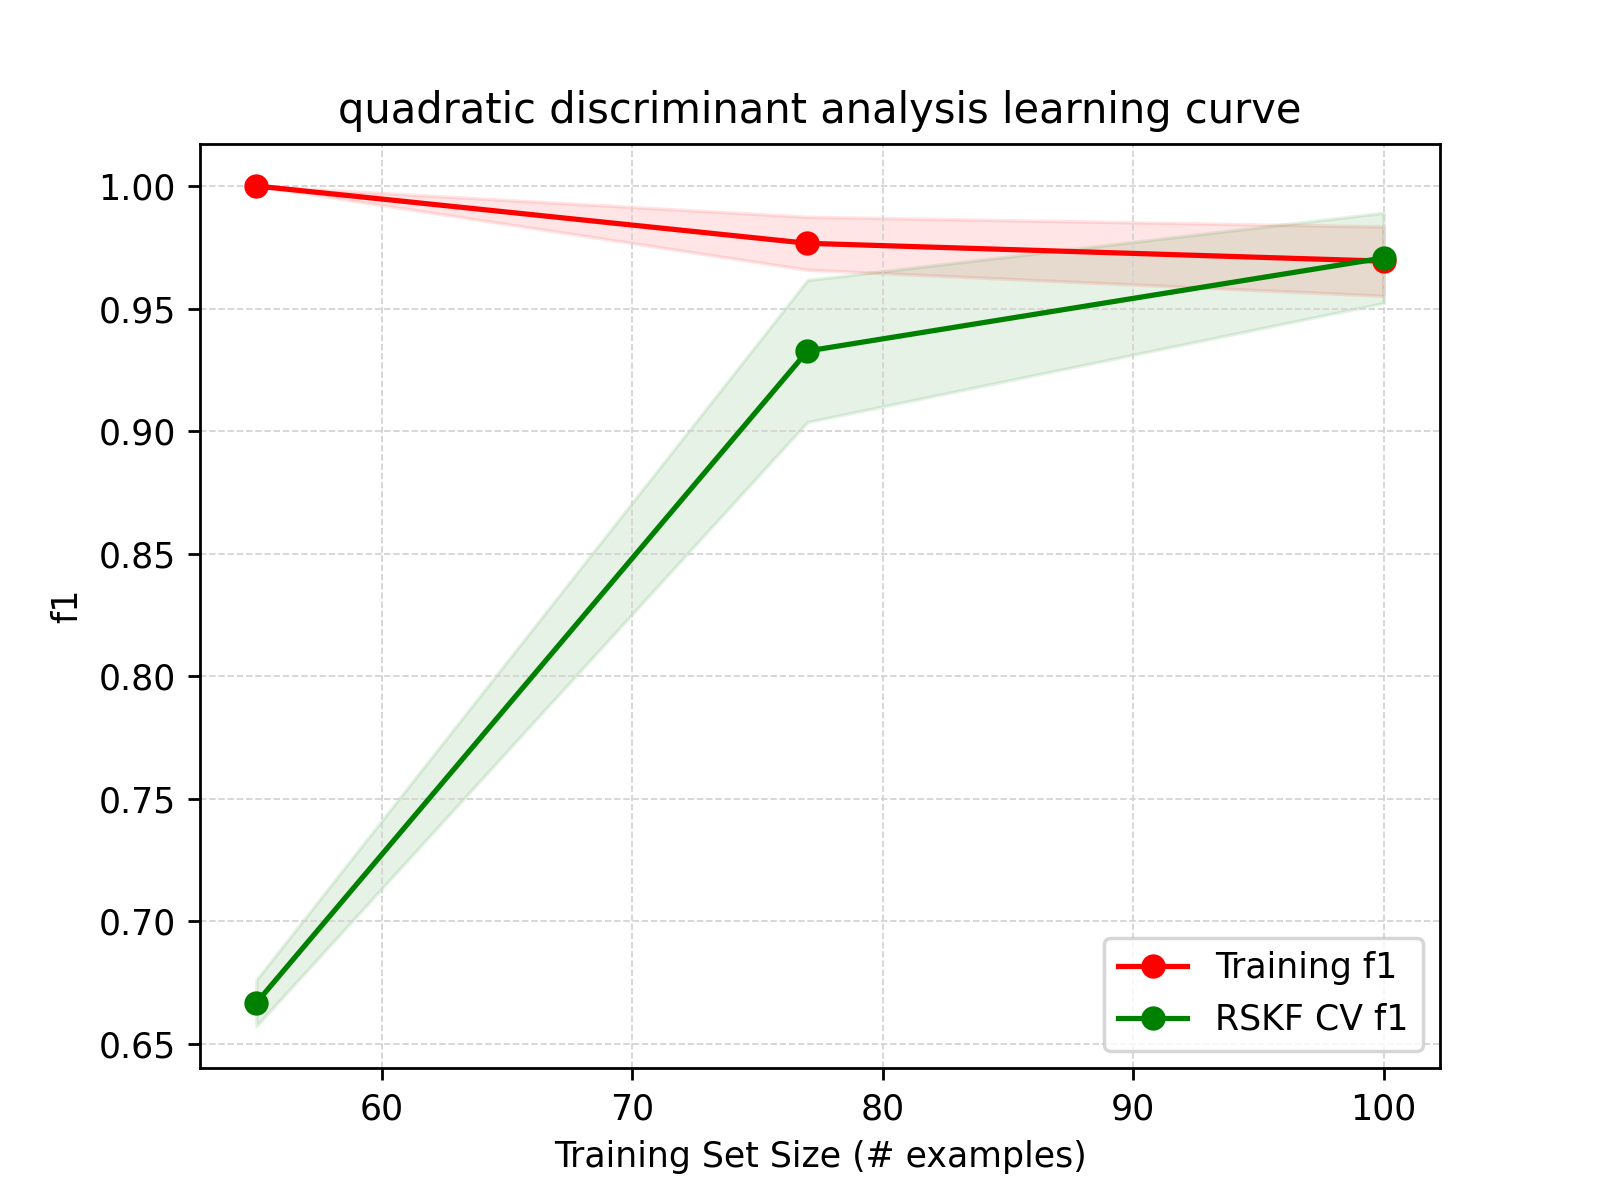 quadratic discriminant analysis learning curve
1.00
0.95
0.90
0.85
0.80
0.75
0.70
0.65
f1
60 70 80 90 100
Training Set Size (# examples)
Training f1
RSKF CV f1